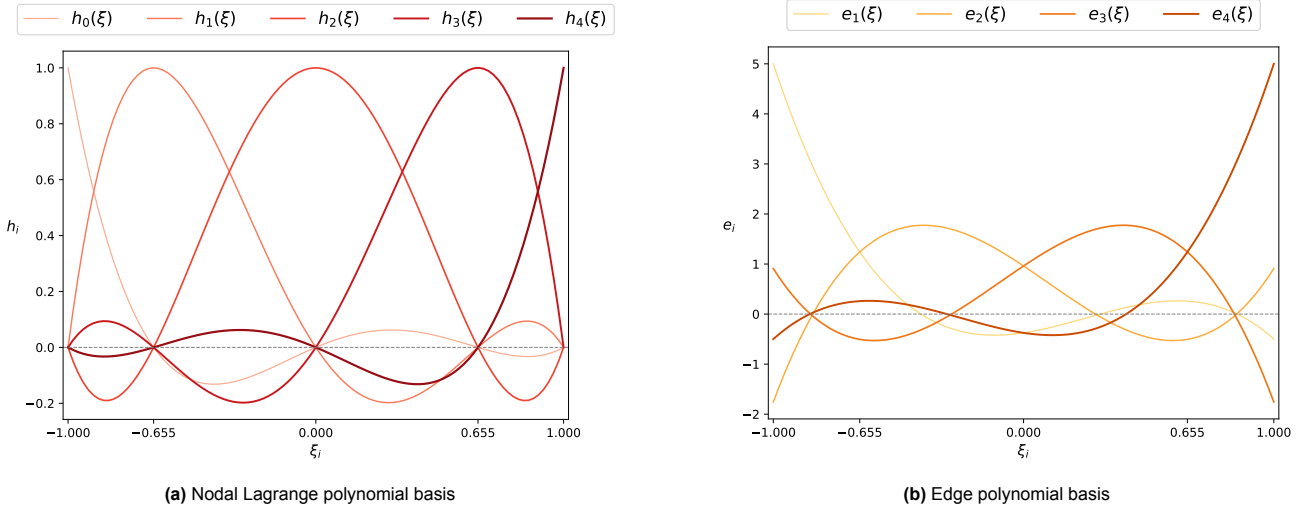 h₀(ξ) h₁(ξ) h₂(ξ) h₃(ξ) h₄(ξ)
1.0
0.8
0.6
0.4
0.2
0.0
−0.2
hᵢ
−1.000 −0.655 0.000 0.655 1.000
ξᵢ
(a) Nodal Lagrange polynomial basis
e₁(ξ) e₂(ξ) e₃(ξ) e₄(ξ)
5
4
3
2
1
0
−1
−2
eᵢ
−1.000 −0.655 0.000 0.655 1.000
ξᵢ
(b) Edge polynomial basis